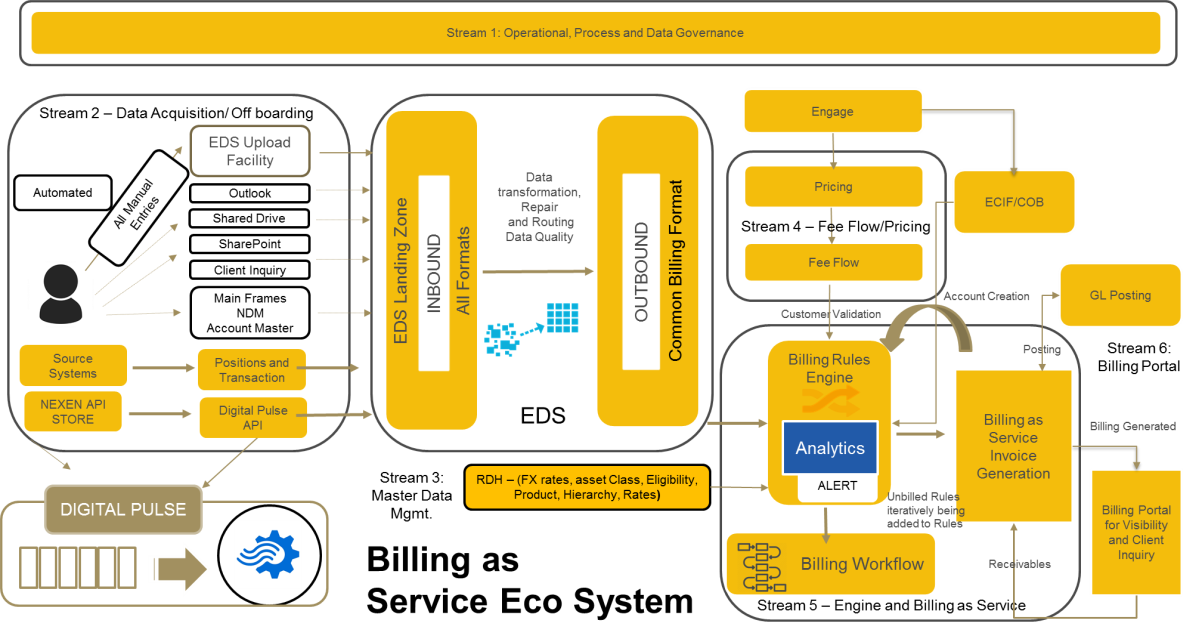 Stream 1: Operational, Process and Data Governance
Stream 2 – Data Acquisition/ Off boarding
Automated
All Manual
Entries
EDS Upload
Facility
Outlook
Shared Drive
SharePoint
Client Inquiry
Main Frames
NDM
Account Master
Source
Systems
Positions and
Transaction
NEXEN API
STORE
Digital Pulse
API
DIGITAL PULSE
EDS Landing Zone
INBOUND
All Formats
Data
transformation,
Repair
and Routing
Data Quality
OUTBOUND
Common Billing Format
EDS
Stream 3:
Master Data
Mgmt.
RDH – (FX rates, asset Class, Eligibility,
Product, Hierarchy, Rates)
Billing as
Service Eco System
Engage
Pricing
Stream 4 – Fee Flow/Pricing
Fee Flow
ECIF/COB
Account Creation
Customer Validation
GL Posting
Posting
Stream 6:
Billing Portal
Billing Rules
Engine
Analytics
ALERT
Billing as
Service
Invoice
Generation
Billing Generated
Unbilled Rules
iteratively being
added to Rules
Billing Portal
for Visibility
and Client
Inquiry
Receivables
Billing Workflow
Stream 5 – Engine and Billing as Service